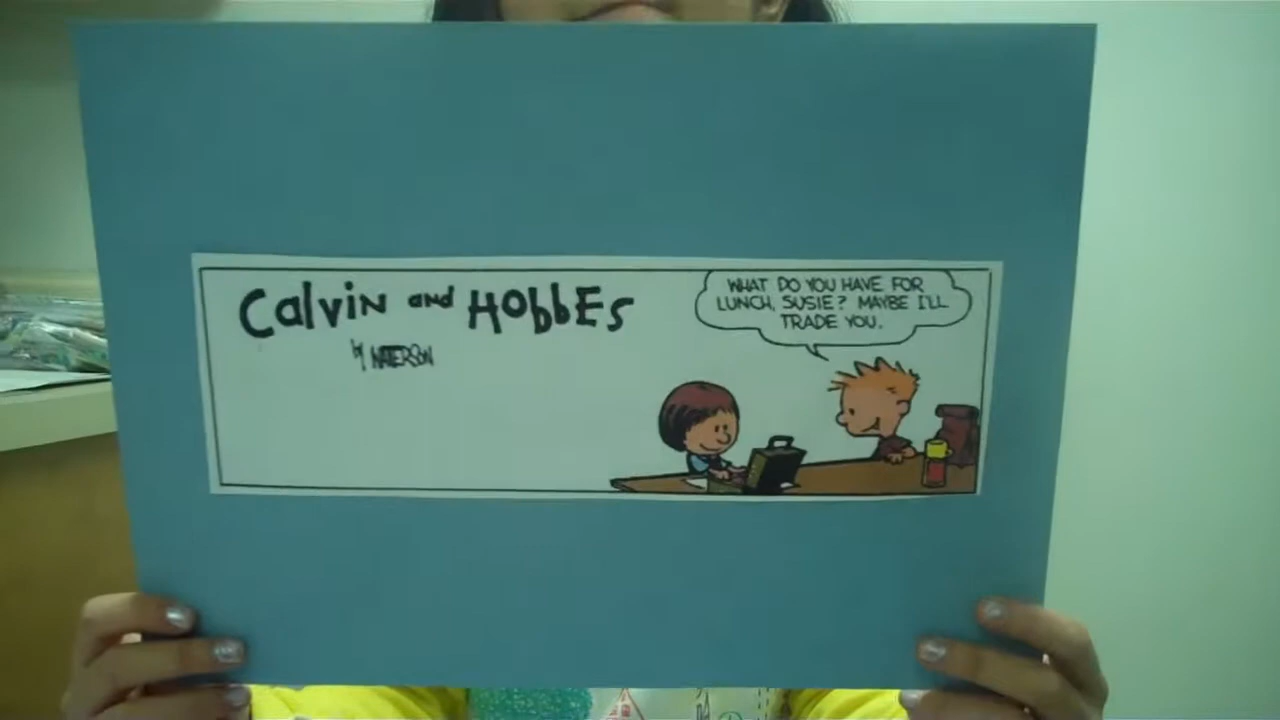 Calvin and HobbEs
by WATERSON
WHAT DO YOU HAVE FOR
LUNCH, SUSIE? MAYBE I'LL
TRADE YOU.